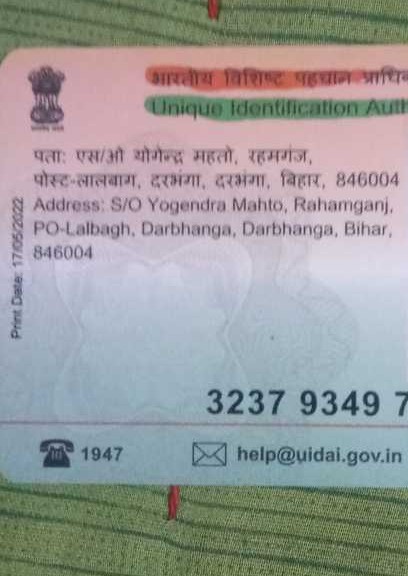 भारतीय विशिष्ट पहचान
Unique Identification
पता: एस/ओ योगेन्द्र महतो, रहमगंज,
पोस्ट-लालबाग, दरभंगा, दरभंगा, बिहार, 846004
Address: S/O Yogendra Mahto, Rahamganj,
PO-Lalbagh, Darbhanga, Darbhanga, Bihar,
846004
Print Date: 17/05/2022
3237 9349 7
1947
help@uidai.gov.in